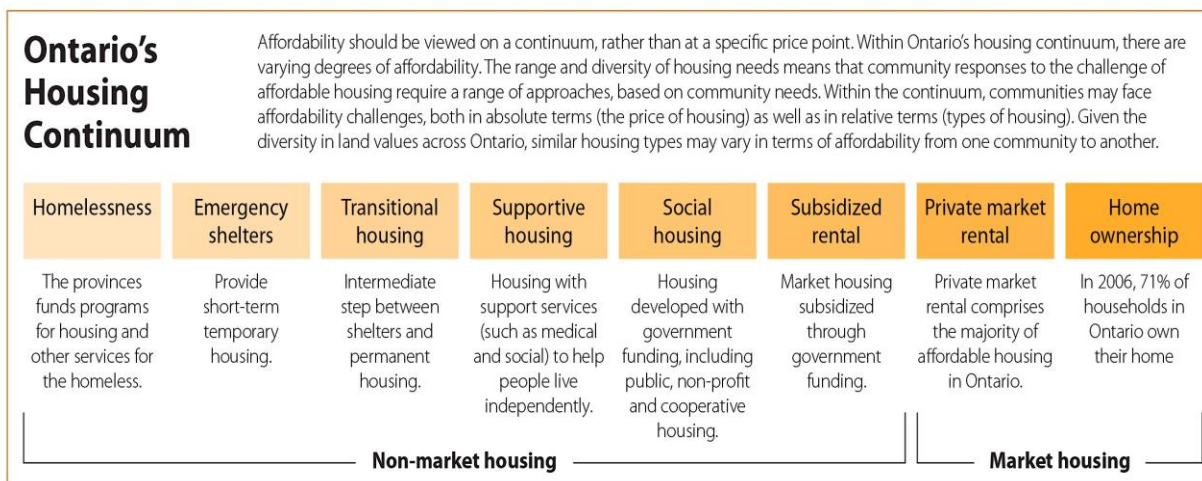 Ontario's
Housing
Continuum
Affordability should be viewed on a continuum, rather than at a specific price point. Within Ontario's housing continuum, there are
varying degrees of affordability. The range and diversity of housing needs means that community responses to the challenge of
affordable housing require a range of approaches, based on community needs. Within the continuum, communities may face
affordability challenges, both in absolute terms (the price of housing) as well as in relative terms (types of housing). Given the
diversity in land values across Ontario, similar housing types may vary in terms of affordability from one community to another.
Homelessness
The provinces
funds programs
for housing and
other services for
the homeless.
Emergency
shelters
Provide
short-term
temporary
housing.
Transitional
housing
Intermediate
step between
shelters and
permanent
housing.
Supportive
housing
Housing with
support services
(such as medical
and social) to help
people live
independently.
Social
housing
Housing
developed with
government
funding, including
public, non-profit
and cooperative
housing.
Subsidized
rental
Market housing
subsidized
through
government
funding.
Private market
rental
Private market
rental comprises
the majority of
affordable housing
in Ontario.
Home
ownership
In 2006, 71% of
households in
Ontario own
their home
Non-market housing
Market housing